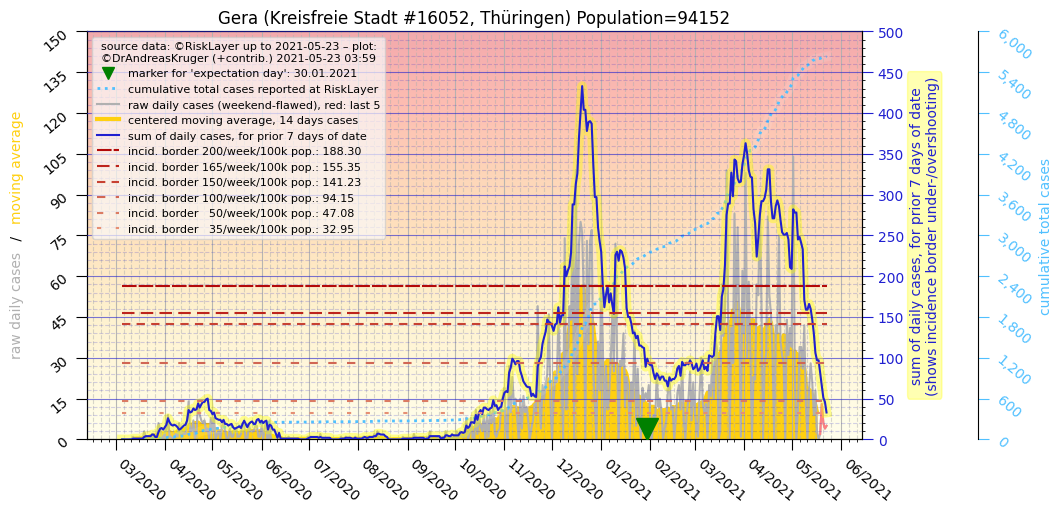 Gera (Kreisfreie Stadt #16052, Thüringen) Population=94152
source data: ©RiskLayer up to 2021-05-23 – plot:
©DrAndreasKruger (+contrib.) 2021-05-23 03:59
marker for 'expectation day': 30.01.2021
cumulative total cases reported at RiskLayer
raw daily cases (weekend-flawed), red: last 5
centered moving average, 14 days cases
sum of daily cases, for prior 7 days of date
incid. border 200/week/100k pop.: 188.30
incid. border 165/week/100k pop.: 155.35
incid. border 150/week/100k pop.: 141.23
incid. border 100/week/100k pop.: 94.15
incid. border 50/week/100k pop.: 47.08
incid. border 35/week/100k pop.: 32.95
raw daily cases / moving average
150
135
120
105
90
75
60
45
30
15
0
03/2020
04/2020
05/2020
06/2020
07/2020
08/2020
09/2020
10/2020
11/2020
12/2020
01/2021
02/2021
03/2021
04/2021
05/2021
06/2021
500
450
400
350
300
250
200
150
100
50
0
sum of daily cases, for prior 7 days of date
(shows incidence border under-/overshooting)
6,000
5,400
4,800
4,200
3,600
3,000
2,400
1,800
1,200
600
0
cumulative total cases